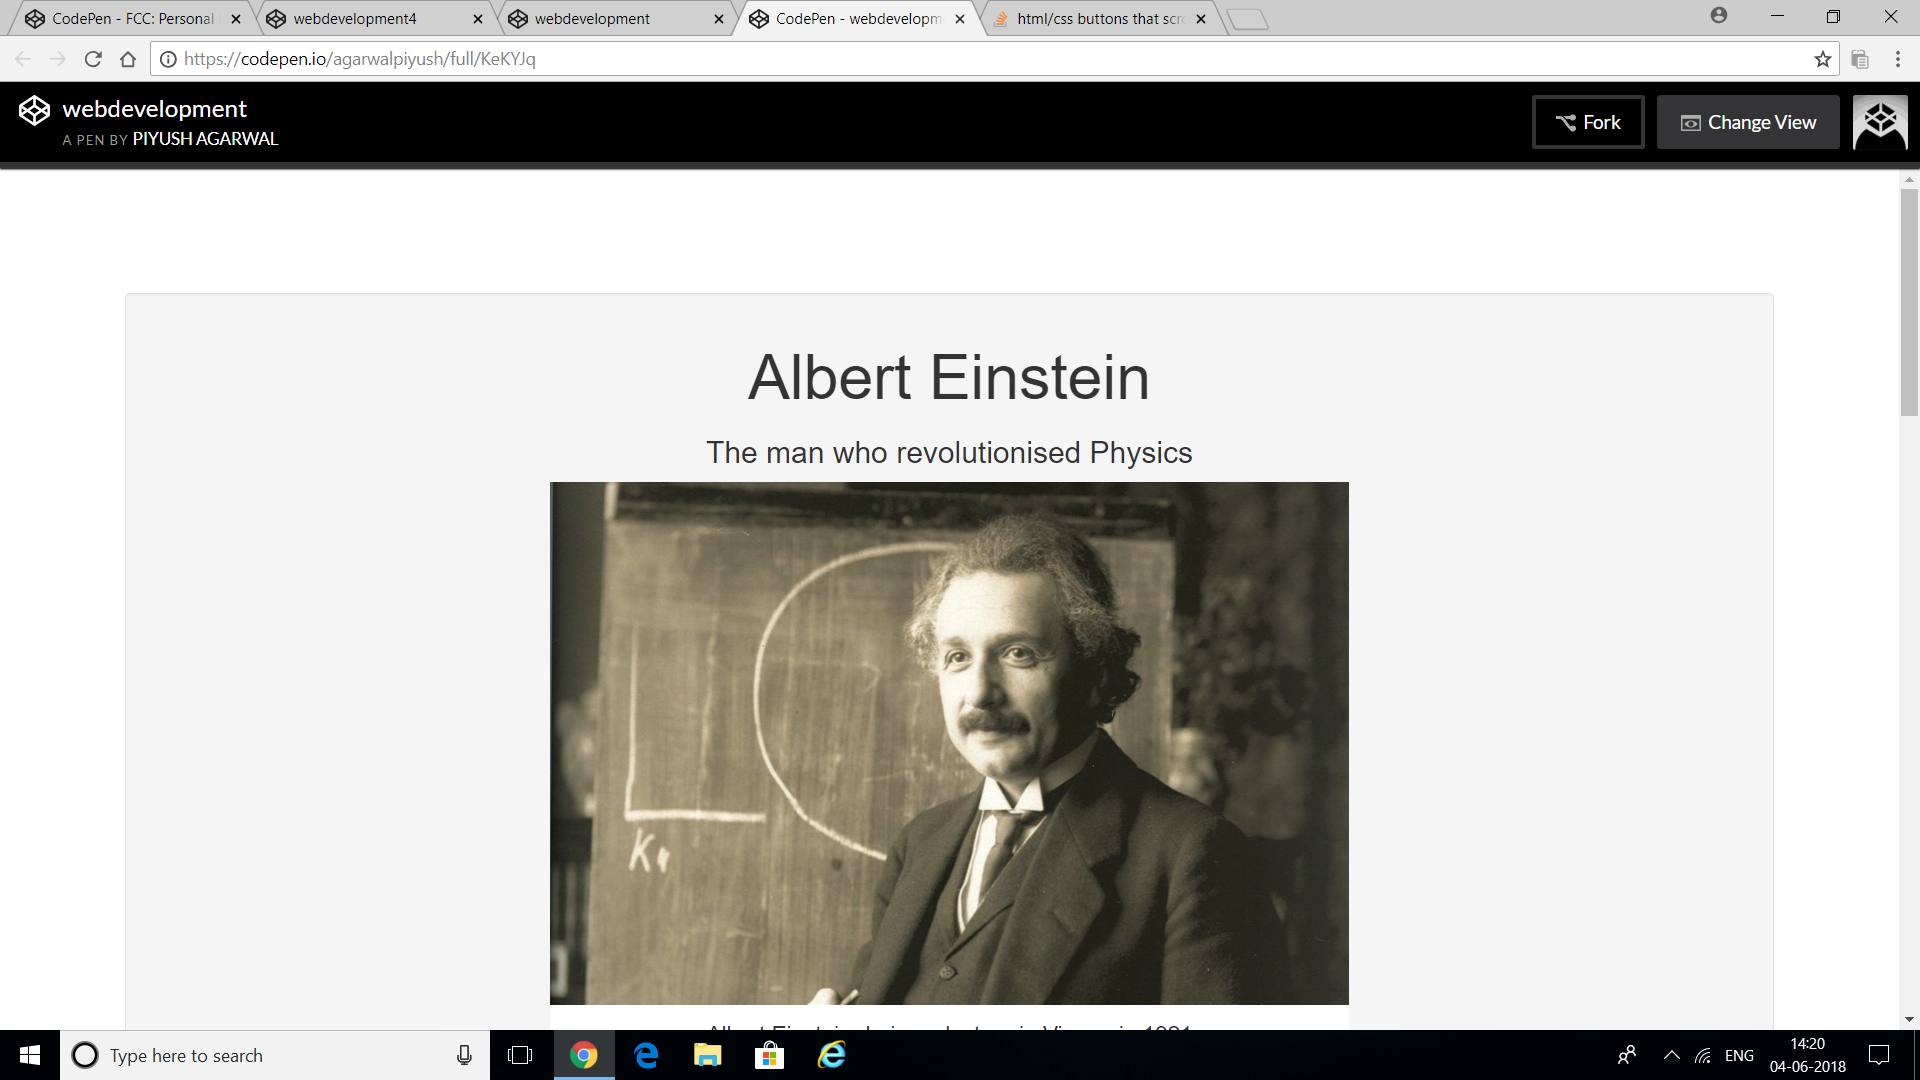 CodePen - FCC: Personal
webdevelopment4
webdevelopment
CodePen - webdevelopm
html/css buttons that scr
https://codepen.io/agarwalpiyush/full/KeKYJq
webdevelopment
A PEN BY PIYUSH AGARWAL
Fork
Change View
Albert Einstein
The man who revolutionised Physics
K
Type here to search
ENG
14:20
04-06-2018